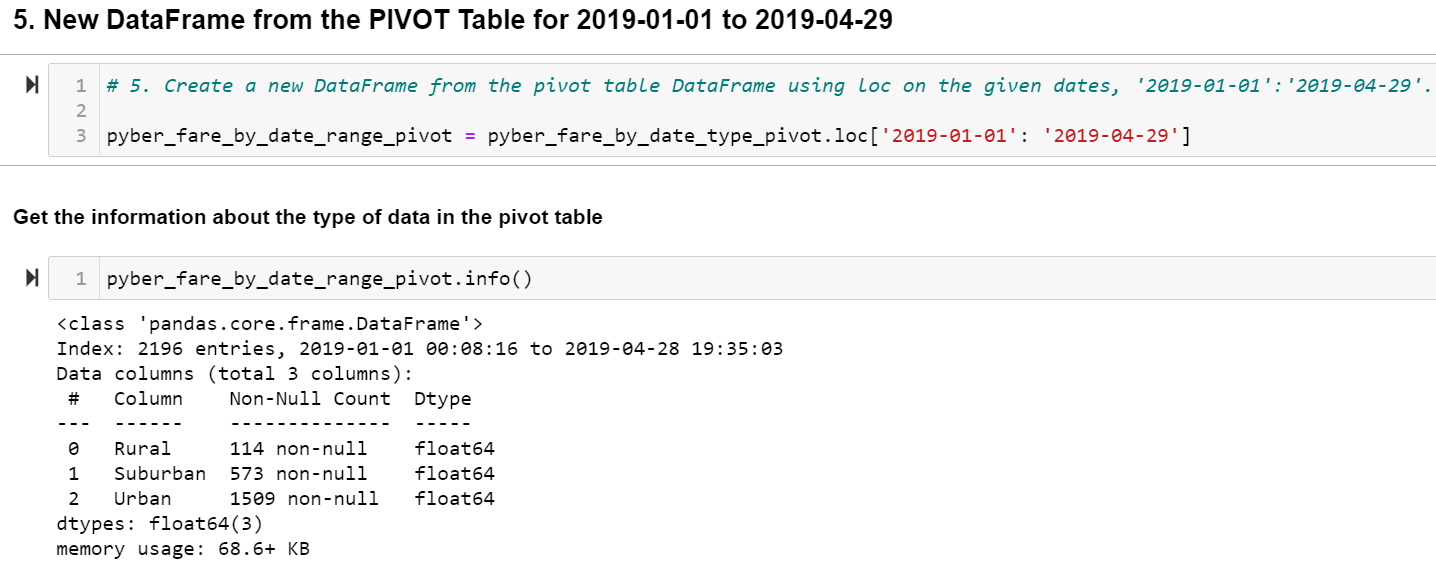 5. New DataFrame from the PIVOT Table for 2019-01-01 to 2019-04-29
1 # 5. Create a new DataFrame from the pivot table DataFrame using loc on the given dates, '2019-01-01':'2019-04-29'.
2
3 pyber_fare_by_date_range_pivot = pyber_fare_by_date_type_pivot.loc['2019-01-01': '2019-04-29']
Get the information about the type of data in the pivot table
1 pyber_fare_by_date_range_pivot.info()
<class 'pandas.core.frame.DataFrame'>
Index: 2196 entries, 2019-01-01 00:08:16 to 2019-04-28 19:35:03
Data columns (total 3 columns):
 #   Column    Non-Null Count  Dtype
---  ------    --------------  -----
 0   Rural     114 non-null    float64
 1   Suburban  573 non-null    float64
 2   Urban     1509 non-null   float64
dtypes: float64(3)
memory usage: 68.6+ KB